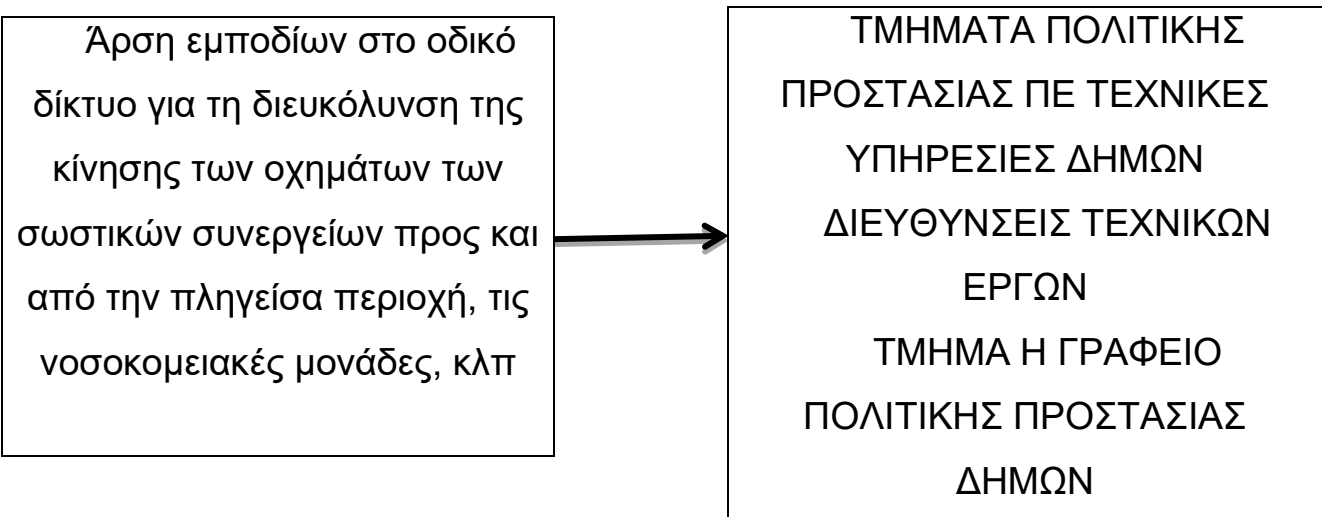 Άρση εμποδίων στο οδικό
δίκτυο για τη διευκόλυνση της
κίνησης των οχημάτων των
σωστικών συνεργείων προς και
από την πληγείσα περιοχή, τις
νοσοκομειακές μονάδες, κλπ
ΤΜΗΜΑΤΑ ΠΟΛΙΤΙΚΗΣ
ΠΡΟΣΤΑΣΙΑΣ ΠΕ ΤΕΧΝΙΚΕΣ
ΥΠΗΡΕΣΙΕΣ ΔΗΜΩΝ
ΔΙΕΥΘΥΝΣΕΙΣ ΤΕΧΝΙΚΩΝ
ΕΡΓΩΝ
ΤΜΗΜΑ Η ΓΡΑΦΕΙΟ
ΠΟΛΙΤΙΚΗΣ ΠΡΟΣΤΑΣΙΑΣ
ΔΗΜΩΝ